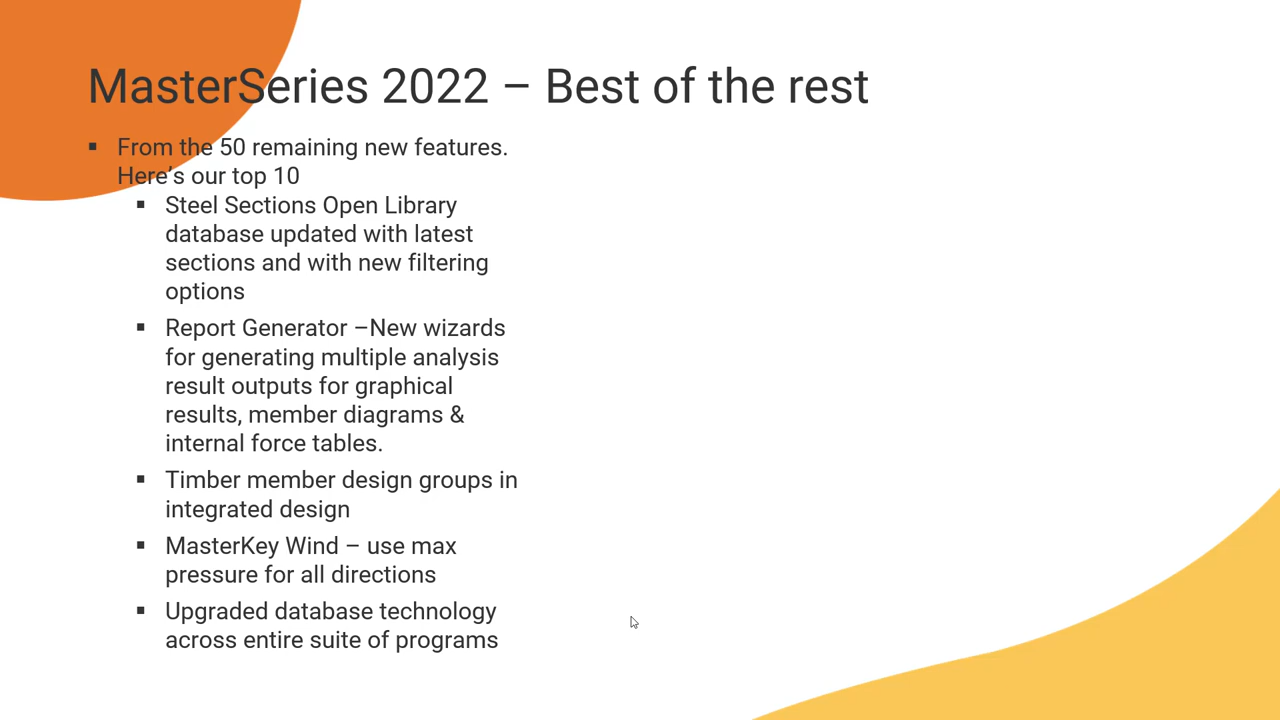 MasterSeries 2022 – Best of the rest
▪ From the 50 remaining new features.
Here's our top 10
▪ Steel Sections Open Library
database updated with latest
sections and with new filtering
options
▪ Report Generator –New wizards
for generating multiple analysis
result outputs for graphical
results, member diagrams &
internal force tables.
▪ Timber member design groups in
integrated design
▪ MasterKey Wind – use max
pressure for all directions
▪ Upgraded database technology
across entire suite of programs